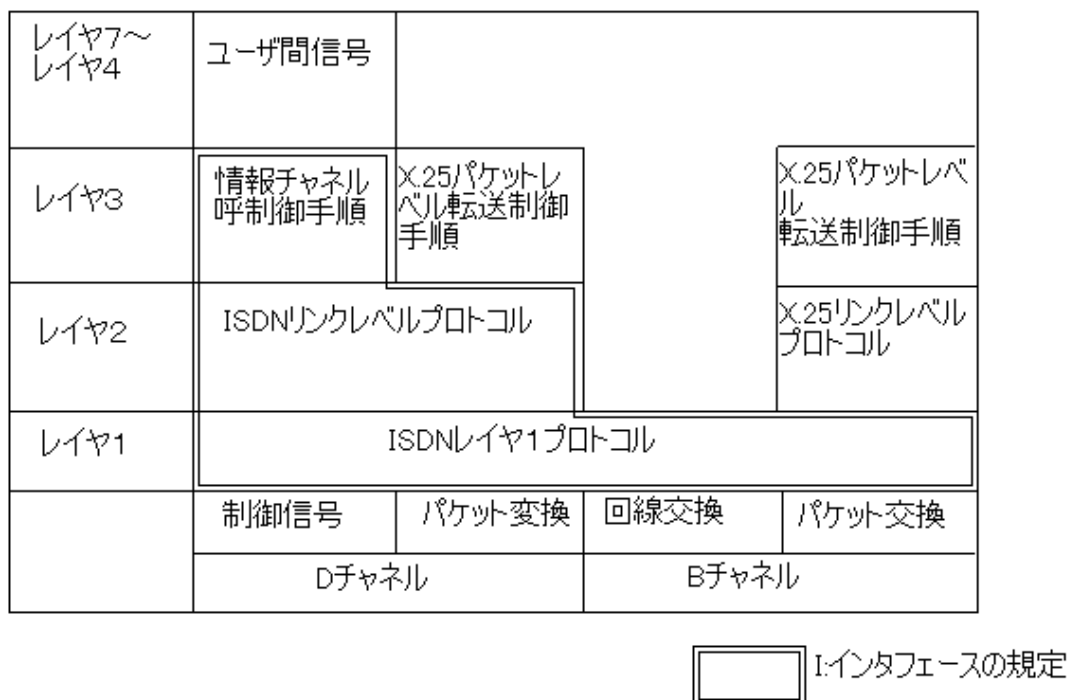 レイヤ7～
レイヤ4
ユーザ間信号
レイヤ3
情報チャネル
呼制御手順
X.25パケットレ
ベル転送制御
手順
X.25パケットレベ
ル
転送制御手順
レイヤ2
ISDNリンクレベルプロトコル
X.25リンクレベル
プロトコル
レイヤ1
ISDNレイヤ1プロトコル
制御信号
パケット変換
回線交換
パケット交換
Dチャネル
Bチャネル
I:インタフェースの規定